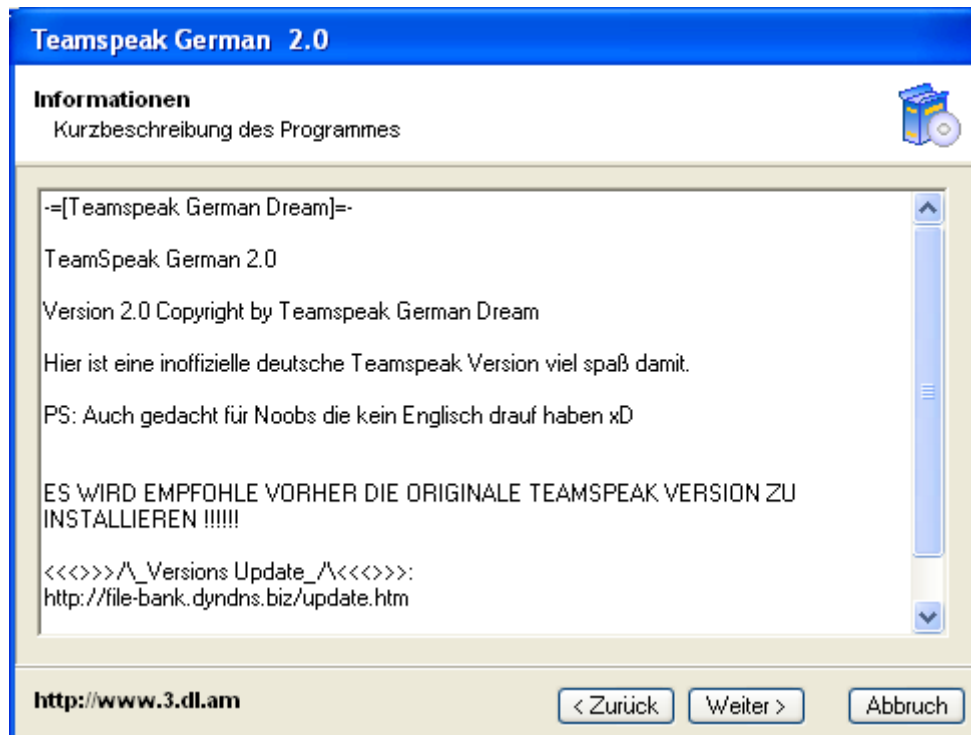 Teamspeak German 2.0
Informationen
Kurzbeschreibung des Programmes
-=[Teamspeak German Dream]=-
TeamSpeak German 2.0
Version 2.0 Copyright by Teamspeak German Dream
Hier ist eine inoffizielle deutsche Teamspeak Version viel spaß damit.
PS: Auch gedacht für Noobs die kein Englisch drauf haben xD
ES WIRD EMPFOHLE VORHER DIE ORIGINALE TEAMSPEAK VERSION ZU
INSTALLIEREN !!!!!!
<<<>>>/\_Versions Update_/\<<<>>>:
http://file-bank.dyndns.biz/update.htm
http://www.3.dl.am
< Zurück
Weiter >
Abbruch